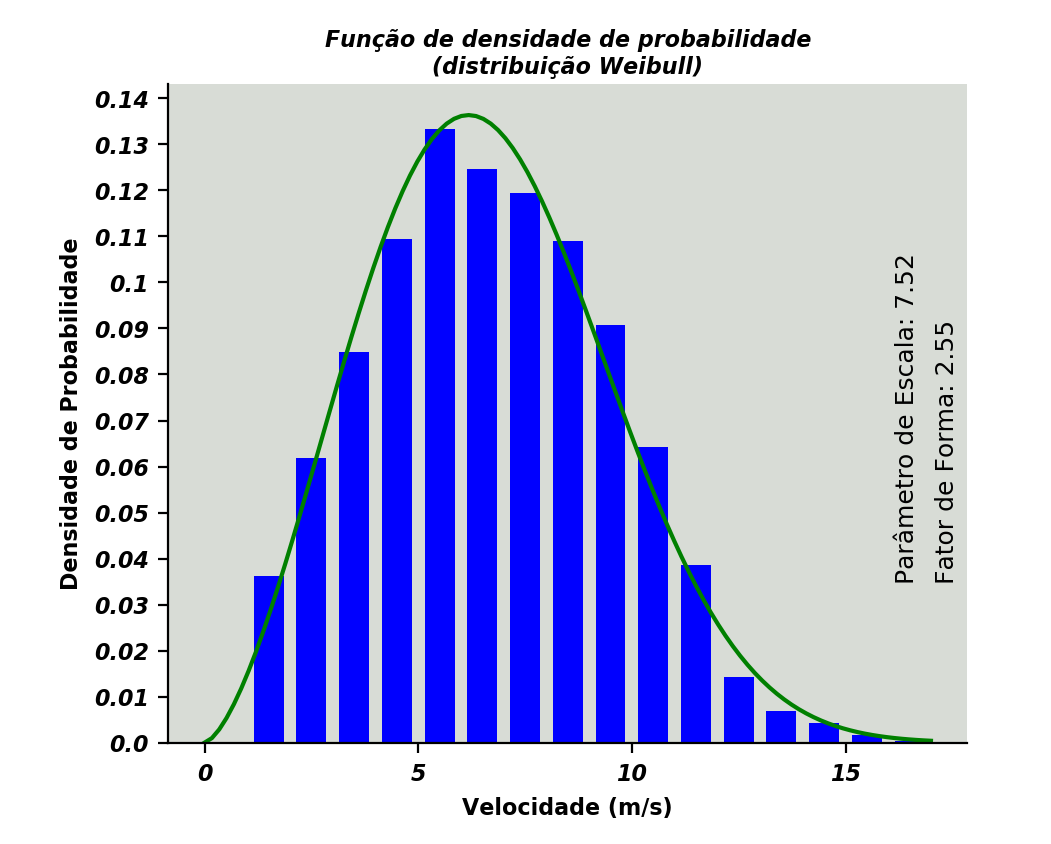 Função de densidade de probabilidade
(distribuição Weibull)
0.14
0.13
0.12
0.11
0.1
0.09
0.08
0.07
0.06
0.05
0.04
0.03
0.02
0.01
0.0
Densidade de Probabilidade
Parâmetro de Escala: 7.52
Fator de Forma: 2.55
0 5 10 15
Velocidade (m/s)